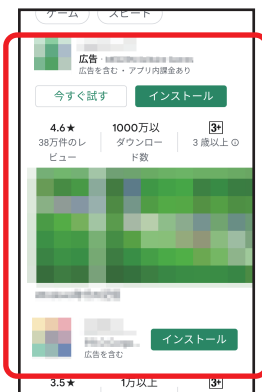 ゲーム スピード
広告・
広告を含む・アプリ内課金あり
今すぐ試す インストール
4.6★ 1000万以 3+
38万件のレ ダウンロー 3 歳以上 ⓘ
ビュー ド数
インストール
広告を含む
3.5★ 1万以上 3+